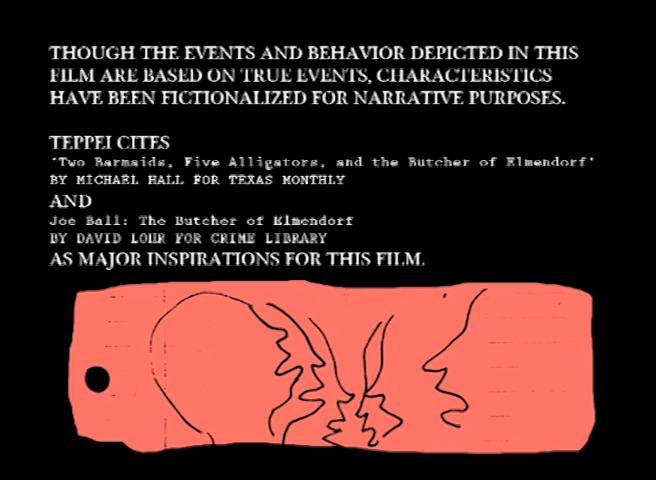 THOUGH THE EVENTS AND BEHAVIOR DEPICTED IN THIS
FILM ARE BASED ON TRUE EVENTS, CHARACTERISTICS
HAVE BEEN FICTIONALIZED FOR NARRATIVE PURPOSES.
TEPPEI CITES
'Two Barmaids, Five Alligators, and the Butcher of Elmendorf'
BY MICHAEL HALL FOR TEXAS MONTHLY
AND
Joe Ball: The Butcher of Elmendorf
BY DAVID LOHR FOR CRIME LIBRARY
AS MAJOR INSPIRATIONS FOR THIS FILM.